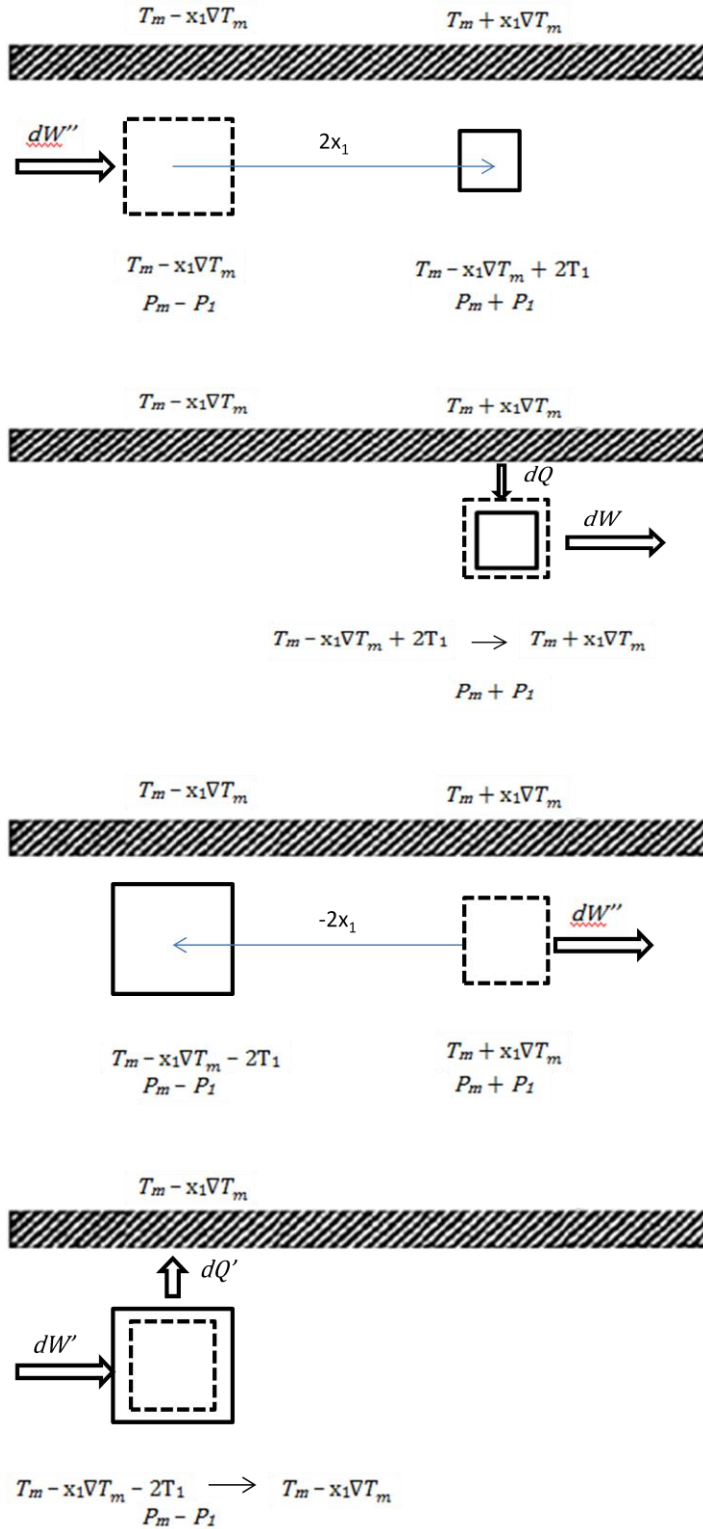 Tₘ – x₁∇Tₘ Tₘ + x₁∇Tₘ
dW'' 2x₁
Tₘ – x₁∇Tₘ Tₘ – x₁∇Tₘ + 2T₁
Pₘ – P₁ Pₘ + P₁
Tₘ – x₁∇Tₘ Tₘ + x₁∇Tₘ
dQ
dW
Tₘ – x₁∇Tₘ + 2T₁ → Tₘ + x₁∇Tₘ
Pₘ + P₁
Tₘ – x₁∇Tₘ Tₘ + x₁∇Tₘ
-2x₁ dW''
Tₘ – x₁∇Tₘ – 2T₁ Tₘ + x₁∇Tₘ
Pₘ – P₁ Pₘ + P₁
Tₘ – x₁∇Tₘ
dQ'
dW'
Tₘ – x₁∇Tₘ – 2T₁ → Tₘ – x₁∇Tₘ
Pₘ – P₁